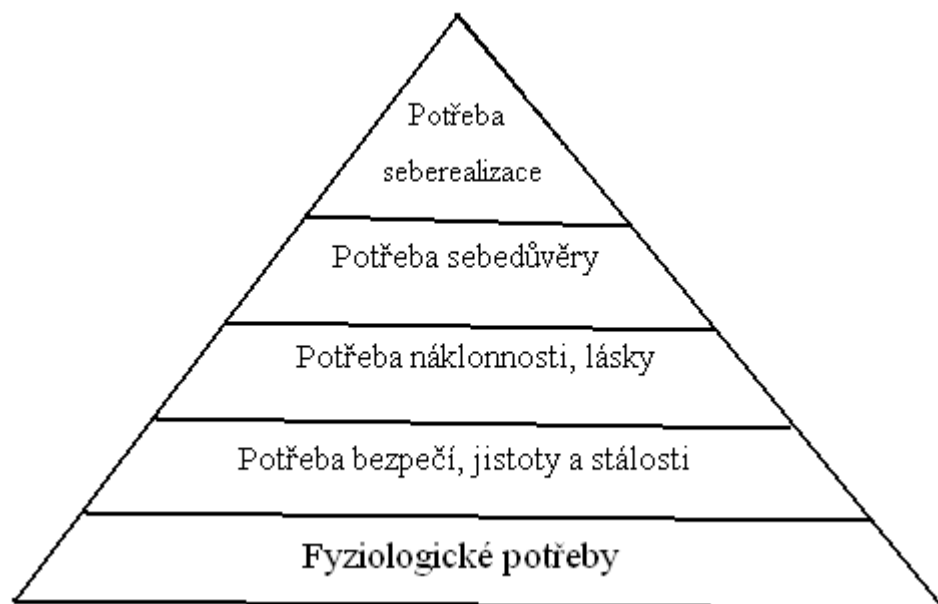 Potřeba
seberealizace
Potřeba sebedůvěry
Potřeba náklonnosti, lásky
Potřeba bezpečí, jistoty a stálosti
Fyziologické potřeby